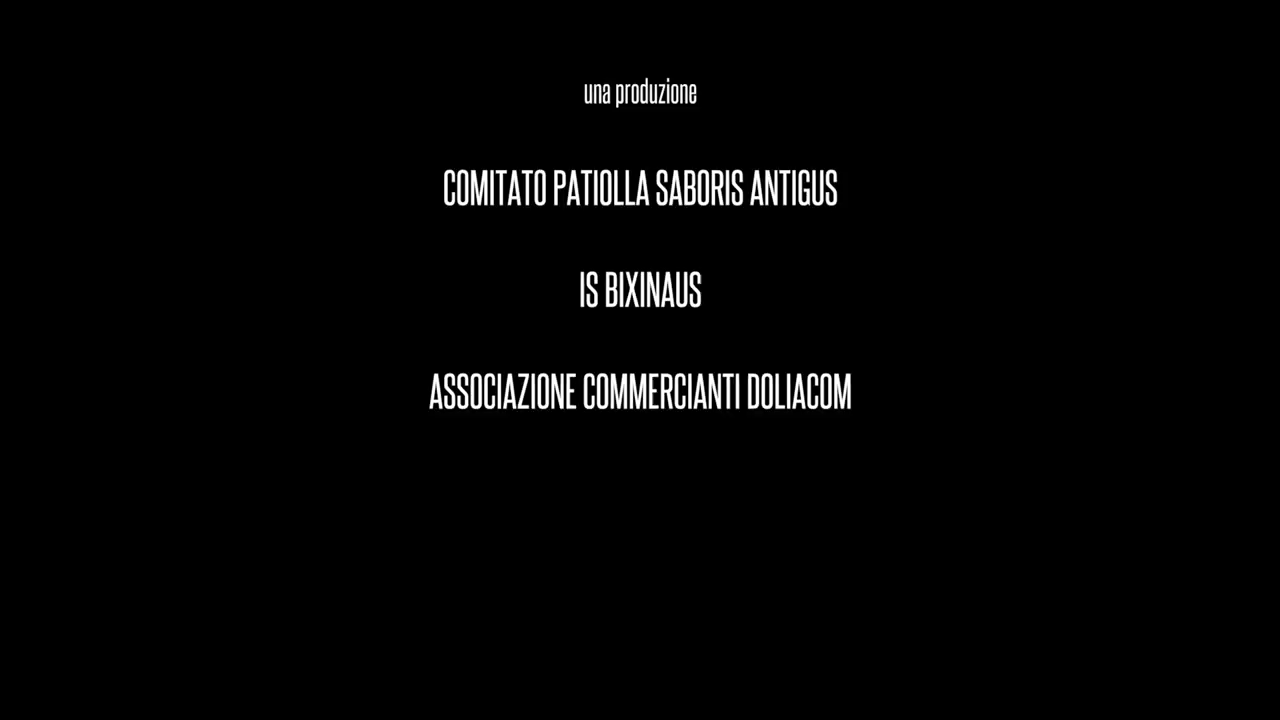 una produzione
COMITATO PATIOLLA SABORIS ANTIGUS
IS BIXINAUS
ASSOCIAZIONE COMMERCIANTI DOLIACOM